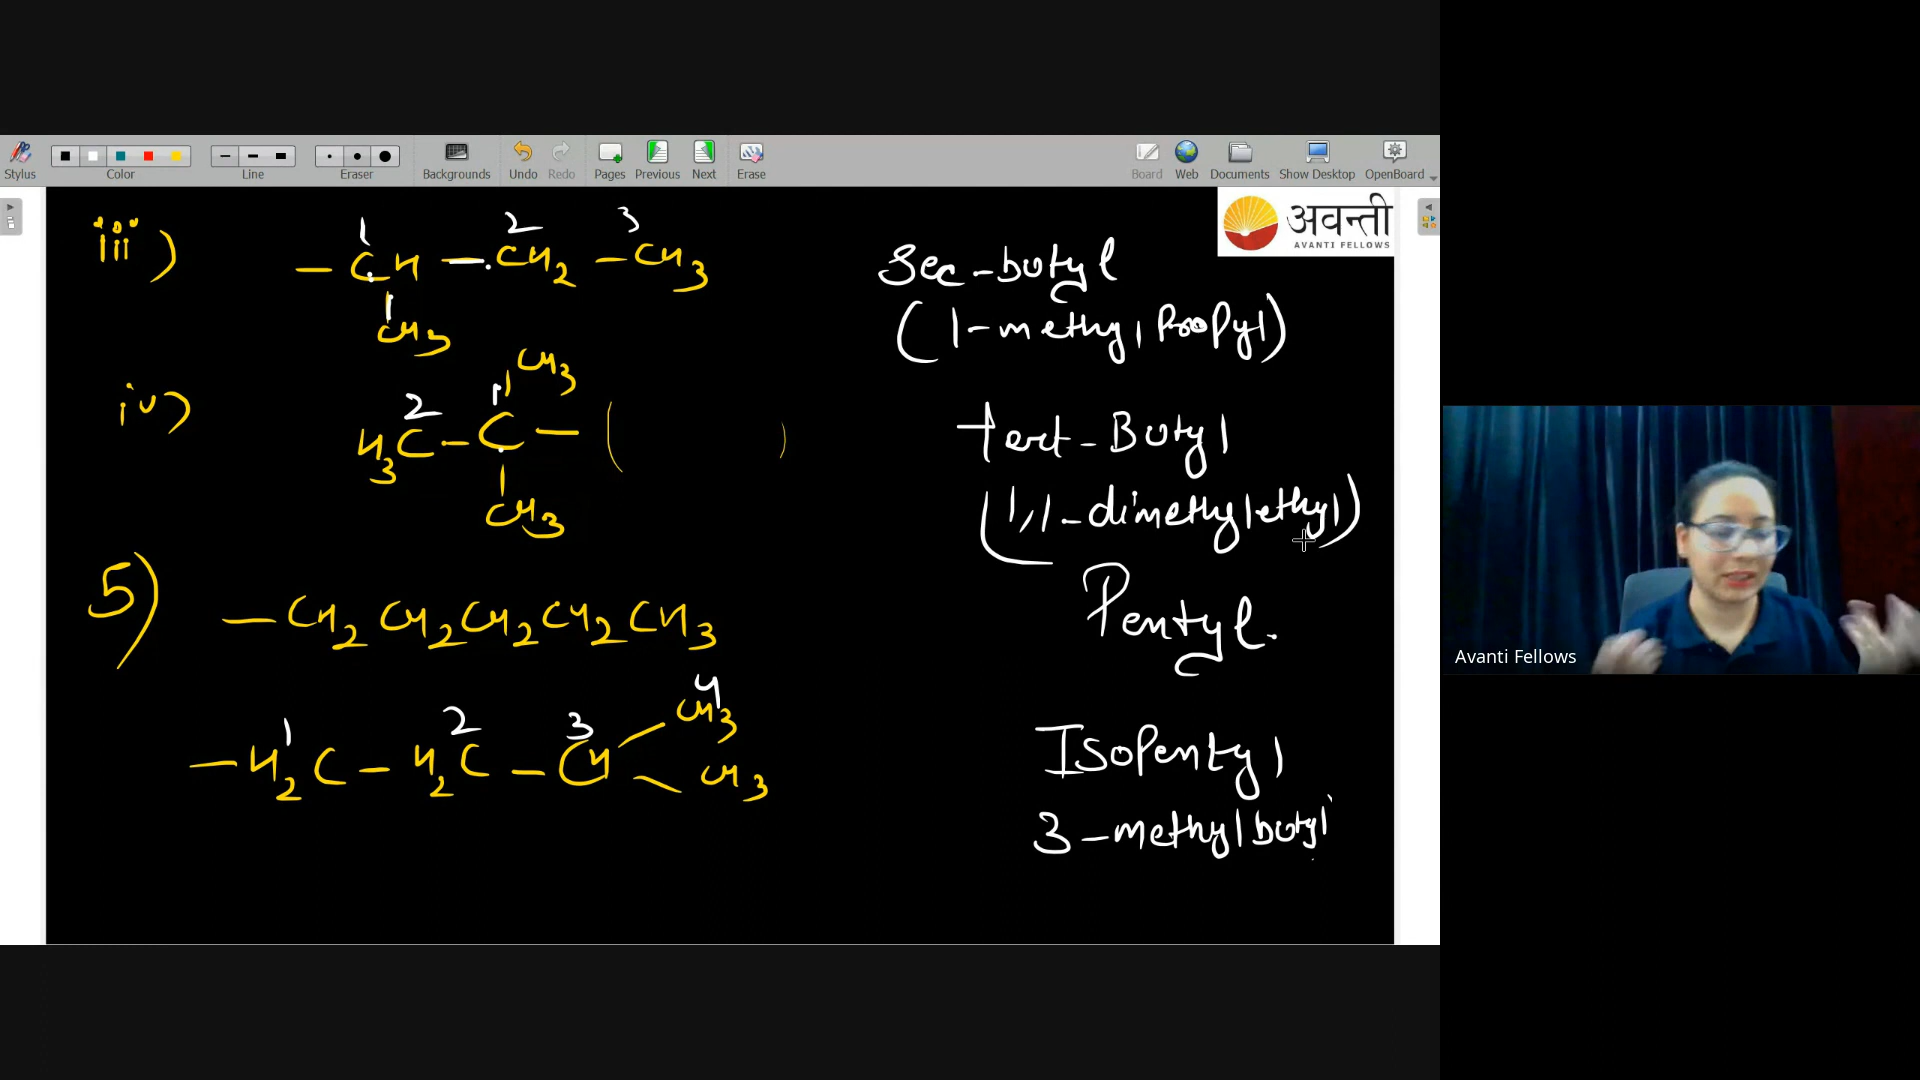 Stylus Color Line Eraser Backgrounds Undo Redo Pages Previous Next Erase Board Web Documents Show Desktop OpenBoard
अवन्ती
AVANTI FELLOWS
iii) 1 2 3
— CH — CH2 — CH3 Sec-butyl
CH3 (1-methylPropyl)
CH3
iv) 2 1
H3C — C — ( ) tert-Butyl
CH3 (1,1-dimethylethyl)
5) — CH2 CH2 CH2 CH2 CH3 Pentyl.
1 2 3 4
— H2C — H2C — CH CH3 Isopentyl
CH3
3-methylbutyl
Avanti Fellows